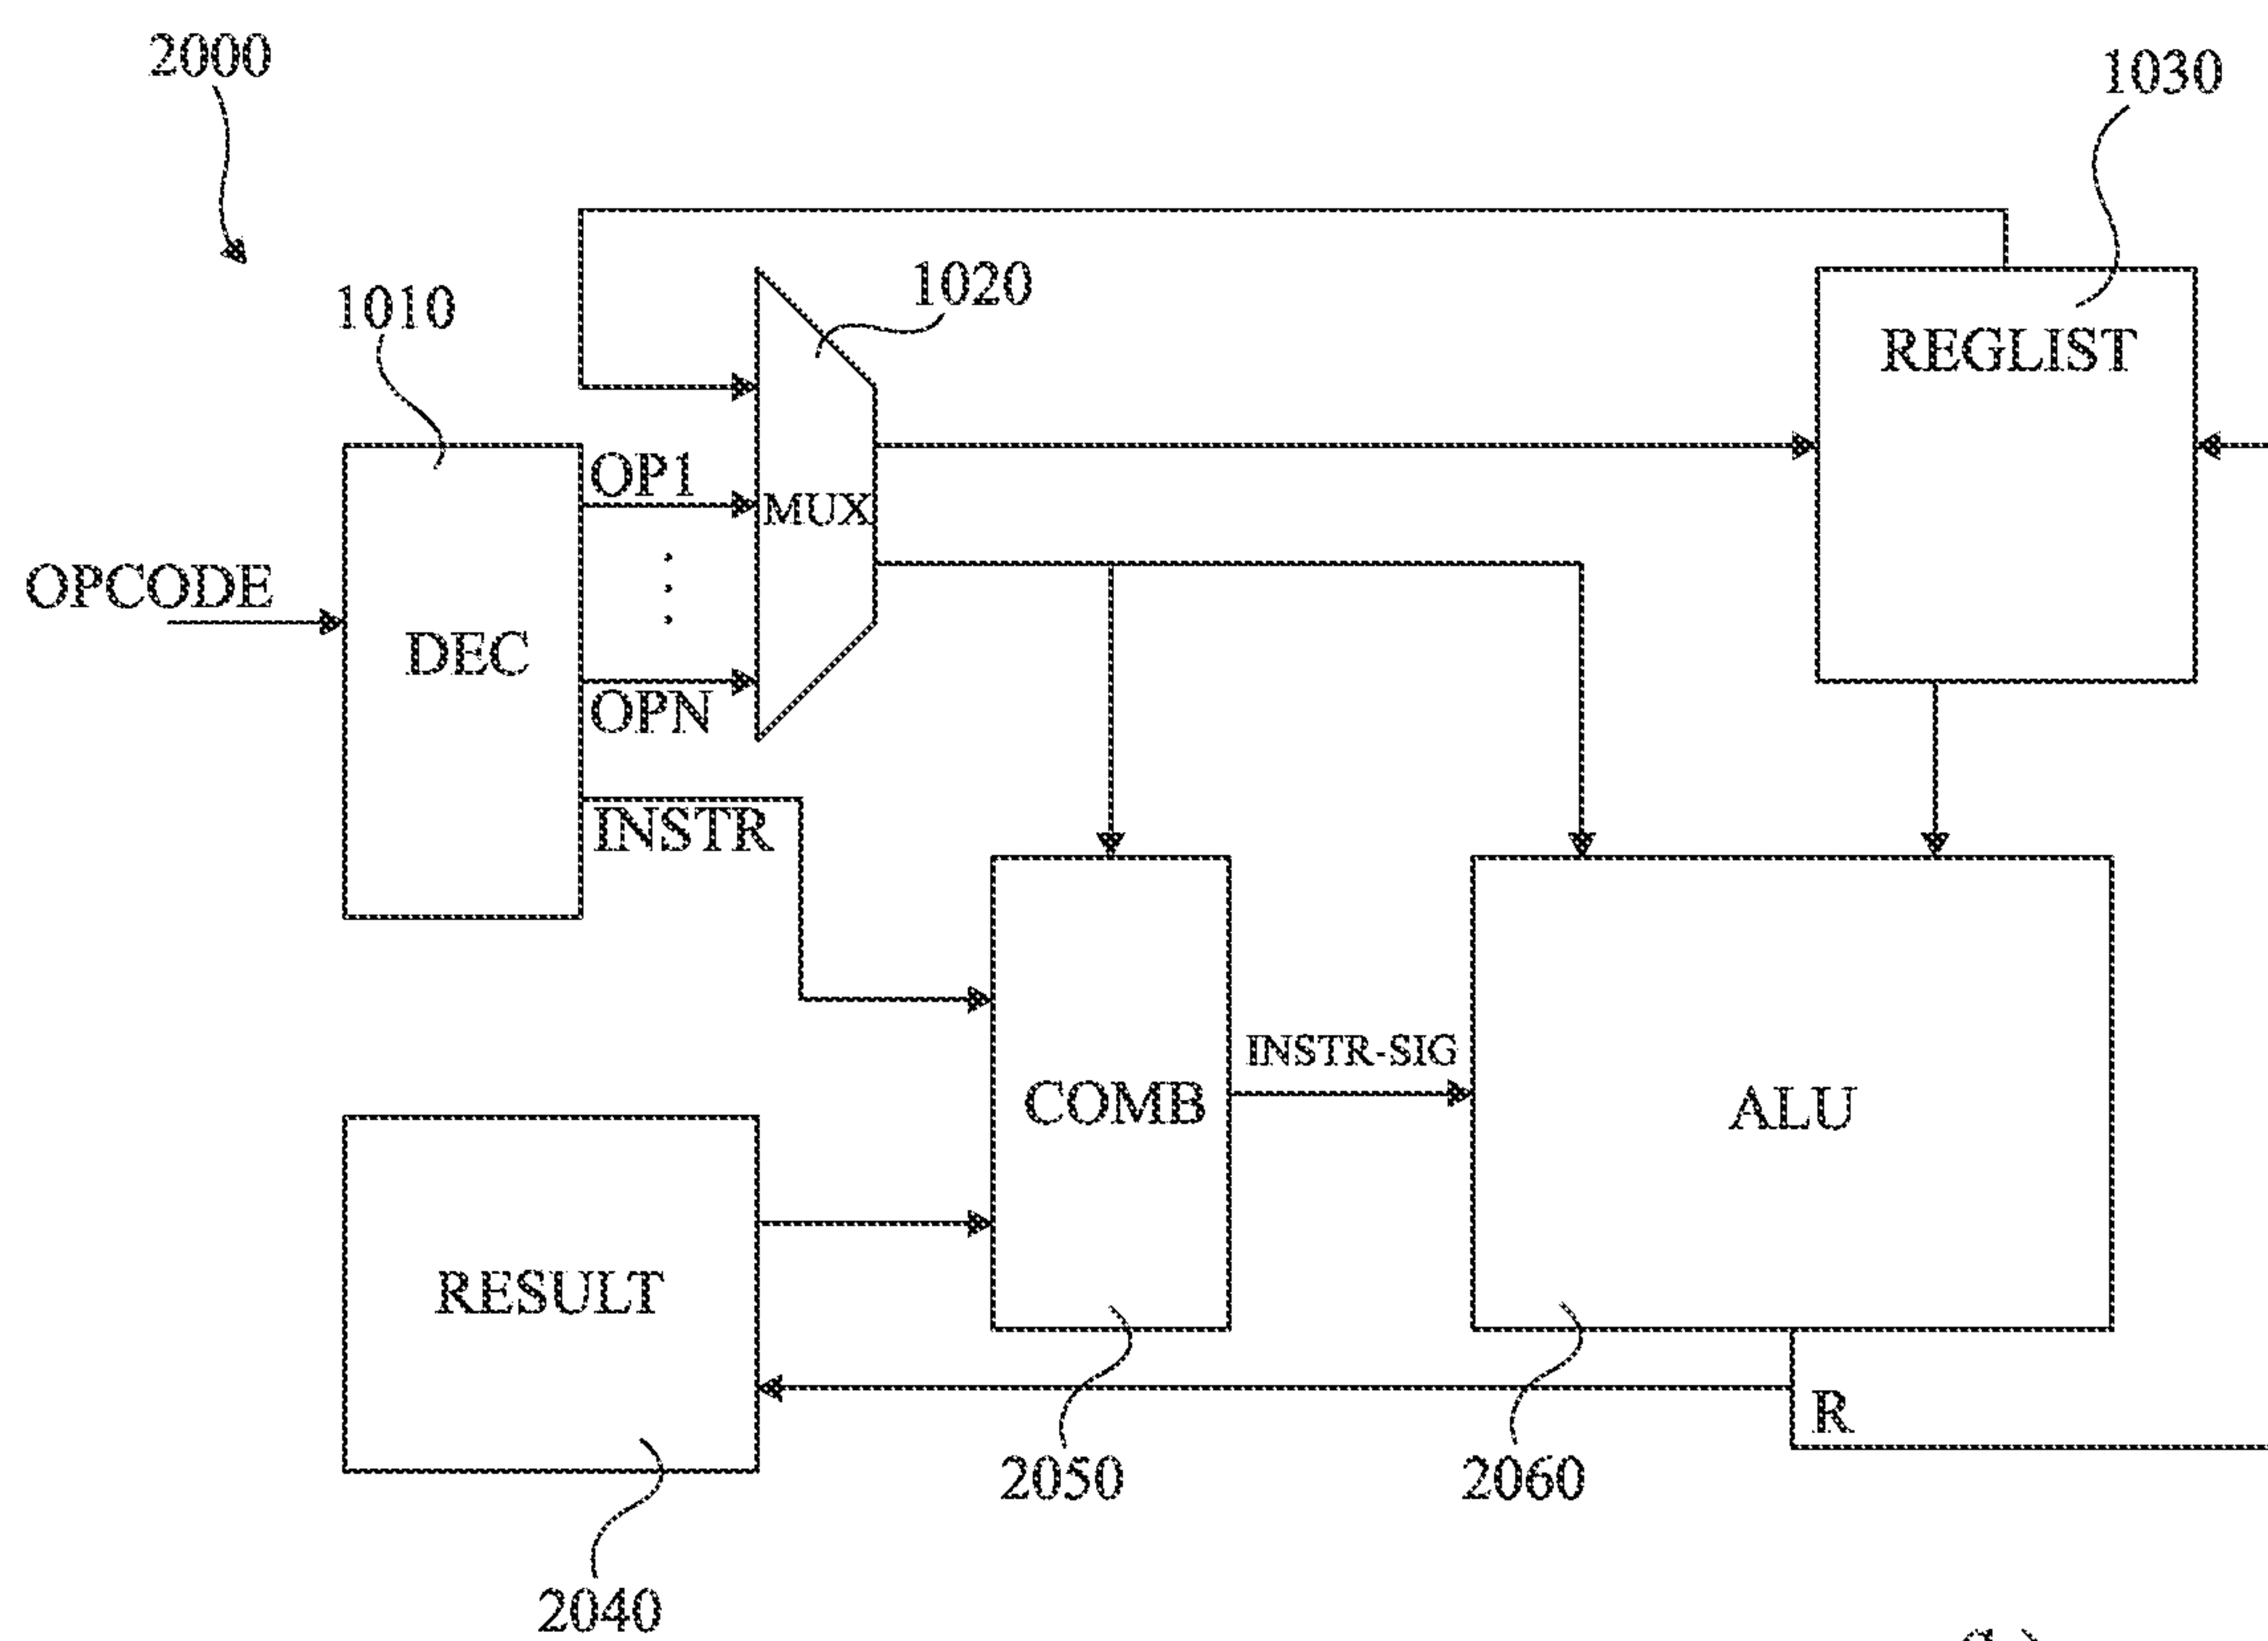 2000
1030
1020
1010
REGLIST
OP1
MUX
OPCODE
DEC
OPN
INSTR
INSTR-SIG
COMB
ALU
RESULT
R
2050
2060
2040